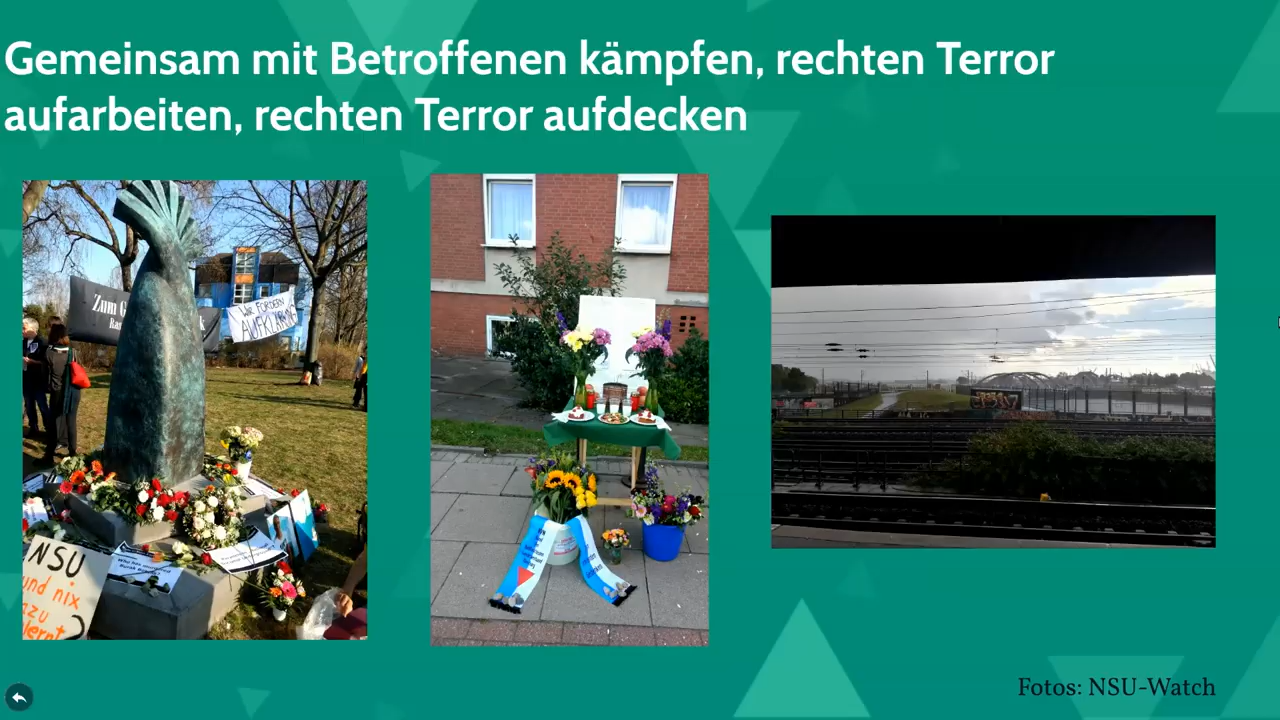 Gemeinsam mit Betroffenen kämpfen, rechten Terror
aufarbeiten, rechten Terror aufdecken
Zum G
WIR FORDERN
AUFKLÄRUNG
NSU
und nix
Fotos: NSU-Watch